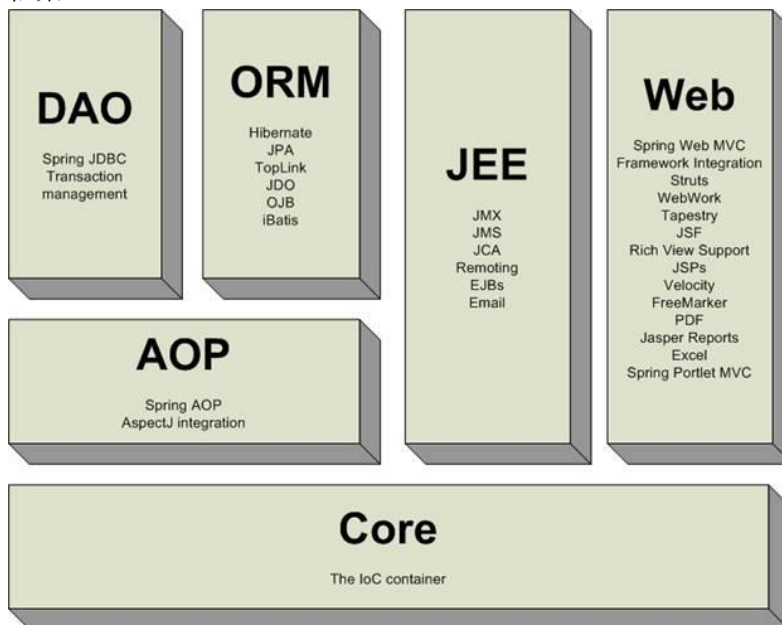 DAO
Spring JDBC
Transaction
management
ORM
Hibernate
JPA
TopLink
JDO
OJB
iBatis
JEE
JMX
JMS
JCA
Remoting
EJBs
Email
Web
Spring Web MVC
Framework Integration
Struts
WebWork
Tapestry
JSF
Rich View Support
JSPs
Velocity
FreeMarker
PDF
Jasper Reports
Excel
Spring Portlet MVC
AOP
Spring AOP
AspectJ integration
Core
The IoC container